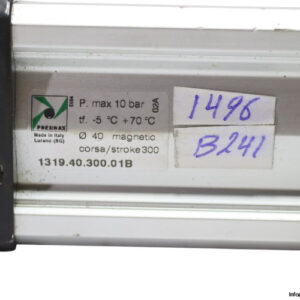 P. max 10 bar
tf. -5 °C +70 °C
Ø 40 magnetic
corsa/stroke 300
1319.40.300.01B
PNEUMAX
Made in Italy
Lurano (BG)
02A
1496
B241